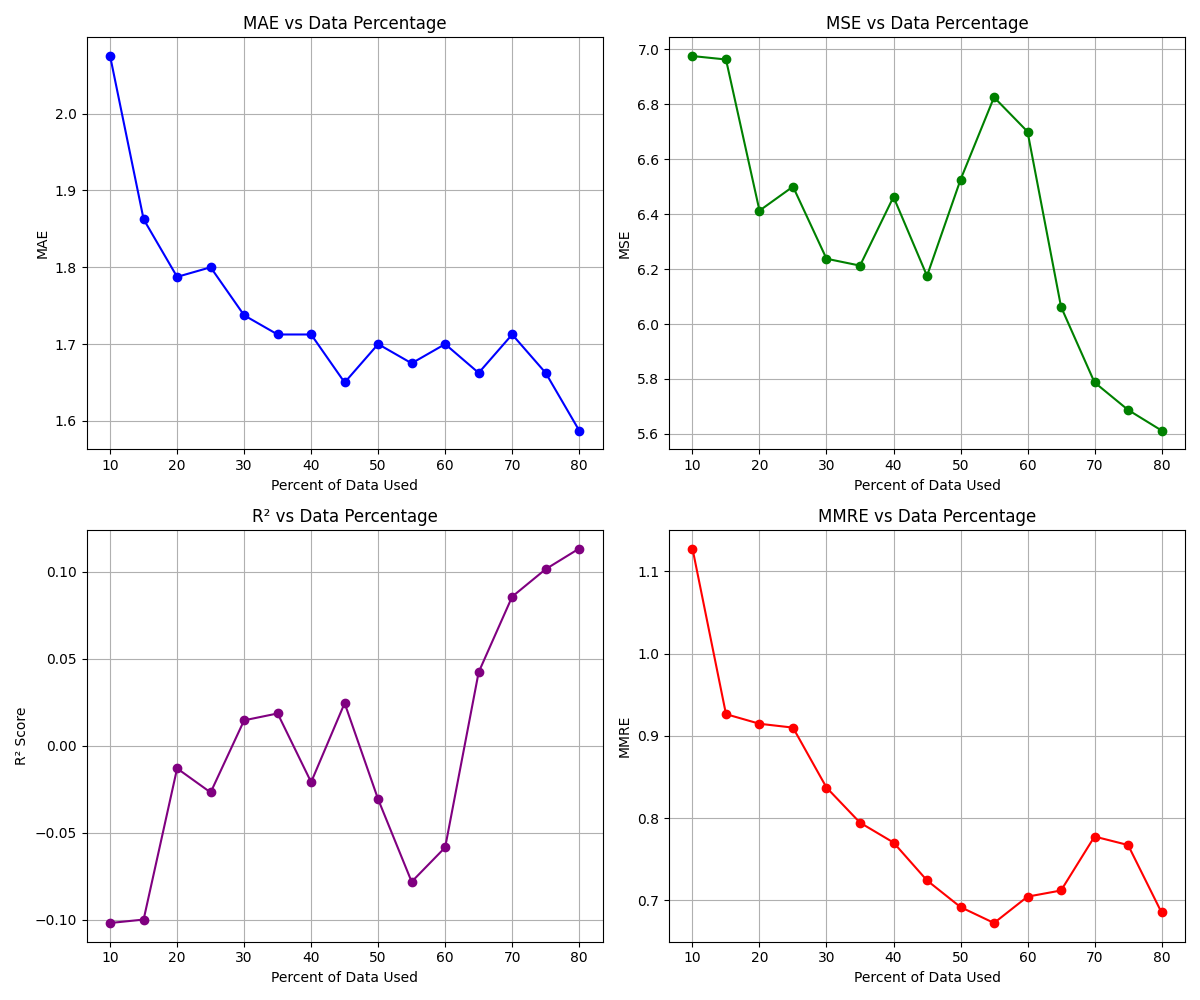 MAE vs Data Percentage
2.0
1.9
1.8
1.7
1.6
MAE
10 20 30 40 50 60 70 80
Percent of Data Used
MSE vs Data Percentage
7.0
6.8
6.6
6.4
6.2
6.0
5.8
5.6
MSE
10 20 30 40 50 60 70 80
Percent of Data Used
R² vs Data Percentage
0.10
0.05
0.00
−0.05
−0.10
R² Score
10 20 30 40 50 60 70 80
Percent of Data Used
MMRE vs Data Percentage
1.1
1.0
0.9
0.8
0.7
MMRE
10 20 30 40 50 60 70 80
Percent of Data Used